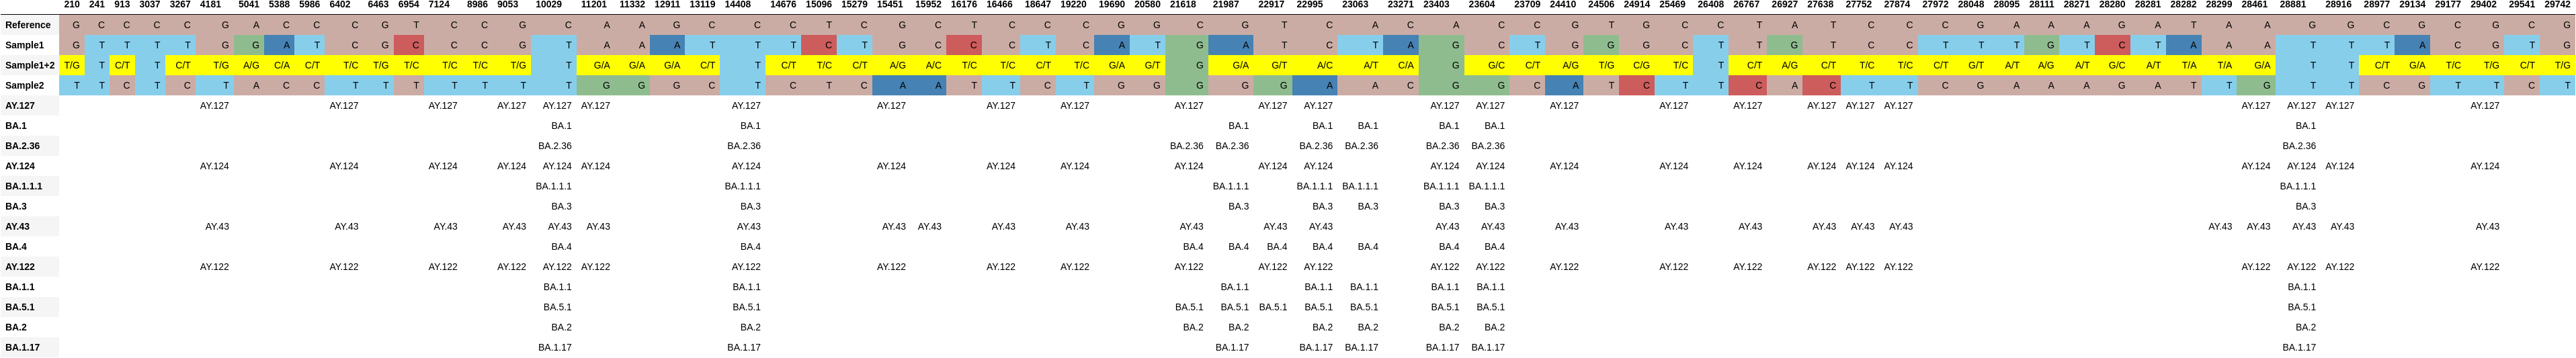 210 241 913 3037 3267 4181 5041 5388 5986 6402 6463 6954 7124 8986 9053 10029 11201 11332 12911 13119 14408 14676 15096 15279 15451 15952 16176 16466 18647 19220 19690 20580 21618 21987 22917 22995 23063 23271 23403 23604 23709 24410 24506 24914 25469 26408 26767 26927 27638 27752 27874 27972 28048 28095 28111 28271 28280 28281 28282 28299 28461 28881 28916 28977 29134 29177 29402 29541 29742
Reference G C C C C G A C C C G T C C G C A A G C C C T C G C T C C C G G C G T C A C A C C G T G C C T A T C C C G A A A G A T A A G G C G C G C G
Sample1 G T T T T G G A T C G C C C G T A A A T T T C T G C C C T C A T G A T C T A G C T G G G C T T G T C C T T T G T C T A A A T T T A C G T G
Sample1+2 T/G T C/T T C/T T/G A/G C/A C/T T/C T/G T/C T/C T/C T/G T G/A G/A G/A C/T T C/T T/C C/T A/G A/C T/C T/C C/T T/C G/A G/T G G/A G/T A/C A/T C/A G G/C C/G A/G T/G C/G T/C T C/T A/G C/T T/C T/C C/T G/T A/T A/G A/T G/C A/T T/A T/A G/A T T C/T G/A T/C T/G C/T T/G
Sample2 T T C T C T A C C T T T T T T T G G G C T C T C A A T T C T G G G G G A A C G G C A T C T T C A C T T C G A A A G A T T G T T C G T T C T
AY.127 AY.127 AY.127 AY.127 AY.127 AY.127 AY.127 AY.127 AY.127 AY.127 AY.127 AY.127 AY.127 AY.127 AY.127 AY.127 AY.127 AY.127 AY.127 AY.127 AY.127 AY.127 AY.127 AY.127 AY.127 AY.127
BA.1 BA.1 BA.1 BA.1 BA.1 BA.1 BA.1 BA.1 BA.1
BA.2.36 BA.2.36 BA.2.36 BA.2.36 BA.2.36 BA.2.36 BA.2.36 BA.2.36 BA.2.36 BA.2.36
AY.124 AY.124 AY.124 AY.124 AY.124 AY.124 AY.124 AY.124 AY.124 AY.124 AY.124 AY.124 AY.124 AY.124 AY.124 AY.124 AY.124 AY.124 AY.124 AY.124 AY.124 AY.124 AY.124 AY.124 AY.124 AY.124
BA.1.1.1 BA.1.1.1 BA.1.1.1 BA.1.1.1 BA.1.1.1 BA.1.1.1 BA.1.1.1 BA.1.1.1 BA.1.1.1
BA.3 BA.3 BA.3 BA.3 BA.3 BA.3 BA.3 BA.3 BA.3
AY.43 AY.43 AY.43 AY.43 AY.43 AY.43 AY.43 AY.43 AY.43 AY.43 AY.43 AY.43 AY.43 AY.43 AY.43 AY.43 AY.43 AY.43 AY.43 AY.43 AY.43 AY.43 AY.43 AY.43 AY.43 AY.43 AY.43 AY.43
BA.4 BA.4 BA.4 BA.4 BA.4 BA.4 BA.4 BA.4 BA.4 BA.4
AY.122 AY.122 AY.122 AY.122 AY.122 AY.122 AY.122 AY.122 AY.122 AY.122 AY.122 AY.122 AY.122 AY.122 AY.122 AY.122 AY.122 AY.122 AY.122 AY.122 AY.122 AY.122 AY.122 AY.122 AY.122 AY.122
BA.1.1 BA.1.1 BA.1.1 BA.1.1 BA.1.1 BA.1.1 BA.1.1 BA.1.1 BA.1.1
BA.5.1 BA.5.1 BA.5.1 BA.5.1 BA.5.1 BA.5.1 BA.5.1 BA.5.1 BA.5.1 BA.5.1 BA.5.1
BA.2 BA.2 BA.2 BA.2 BA.2 BA.2 BA.2 BA.2 BA.2 BA.2
BA.1.17 BA.1.17 BA.1.17 BA.1.17 BA.1.17 BA.1.17 BA.1.17 BA.1.17 BA.1.17